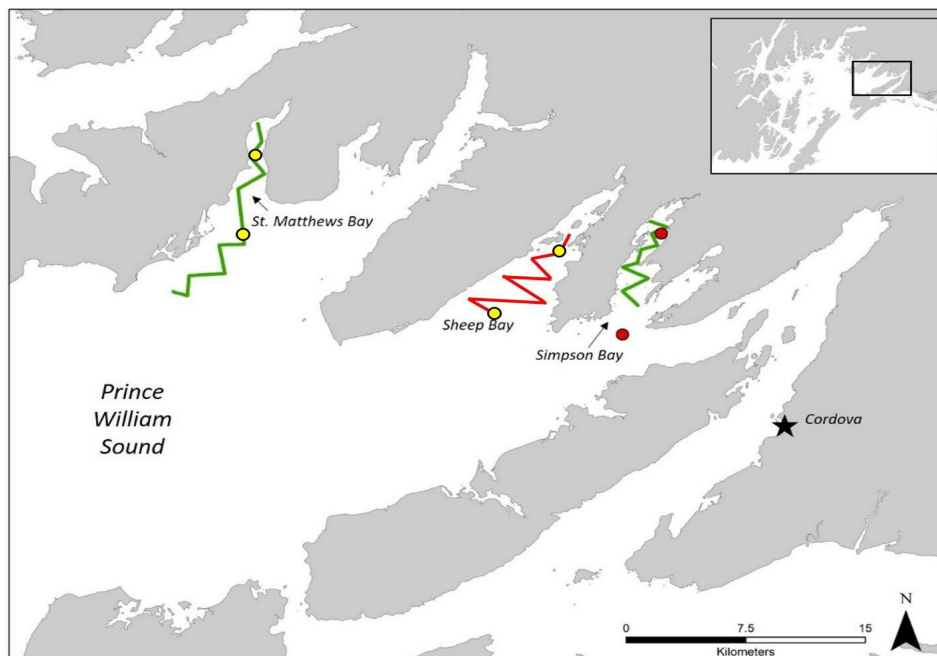 St. Matthews Bay
Sheep Bay
Simpson Bay
Prince
William
Sound
Cordova
N
0 7.5 15
Kilometers